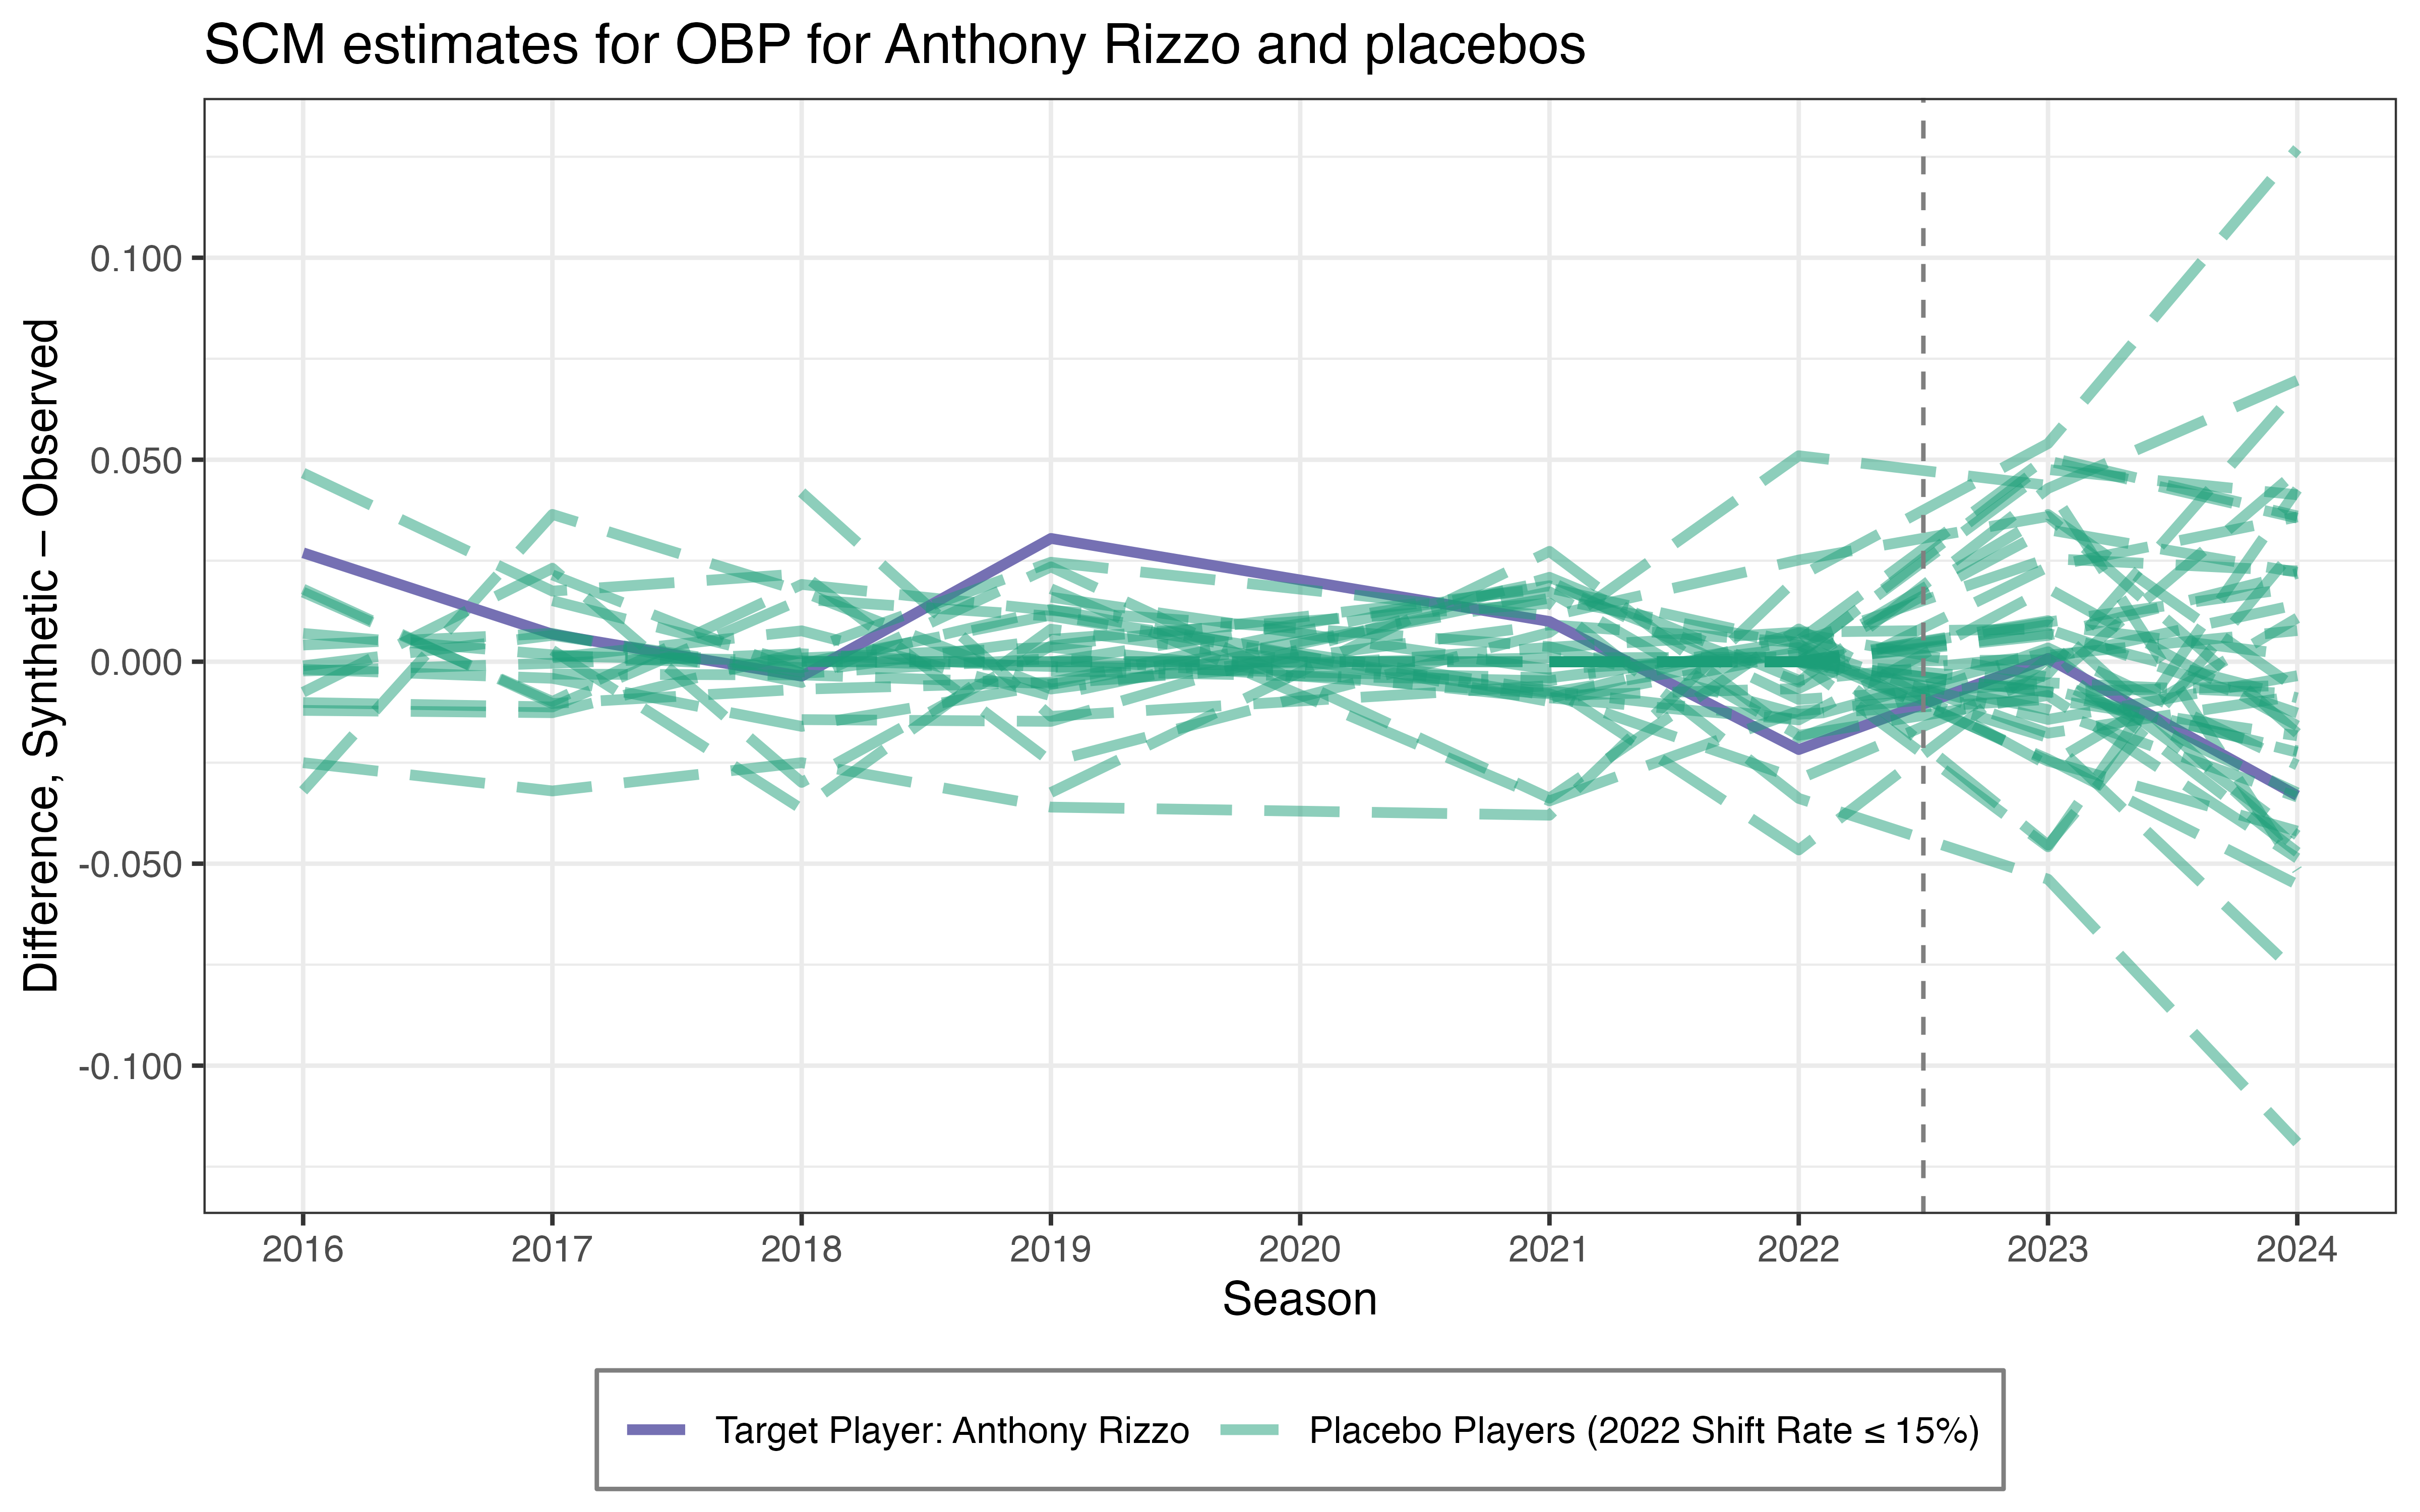 SCM estimates for OBP for Anthony Rizzo and placebos
Difference, Synthetic – Observed
0.100
0.050
0.000
-0.050
-0.100
2016 2017 2018 2019 2020 2021 2022 2023 2024
Season
Target Player: Anthony Rizzo Placebo Players (2022 Shift Rate ≤ 15%)